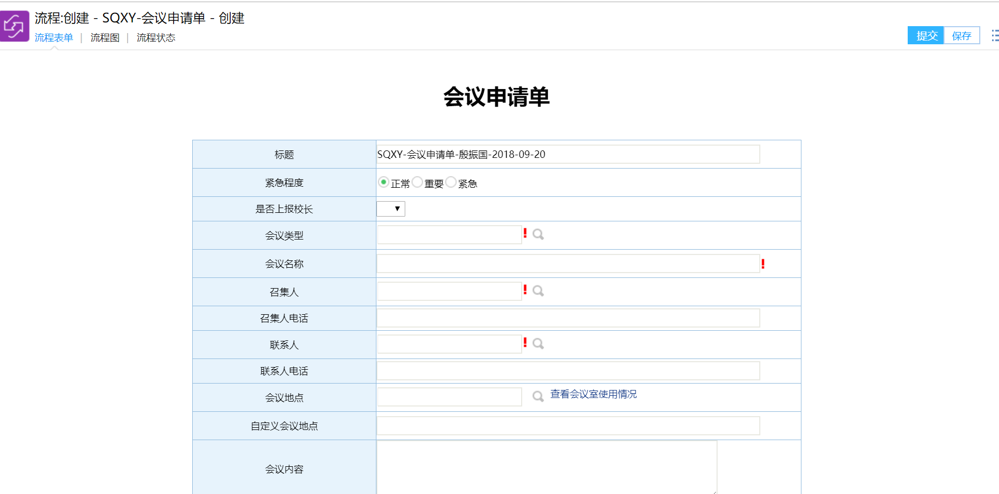 流程:创建 - SQXY-会议申请单 - 创建
流程表单 | 流程图 | 流程状态
提交 保存
会议申请单
标题 SQXY-会议申请单-殷振国-2018-09-20
紧急程度 正常 重要 紧急
是否上报校长
会议类型 !
会议名称 !
召集人 !
召集人电话
联系人 !
联系人电话
会议地点 查看会议室使用情况
自定义会议地点
会议内容